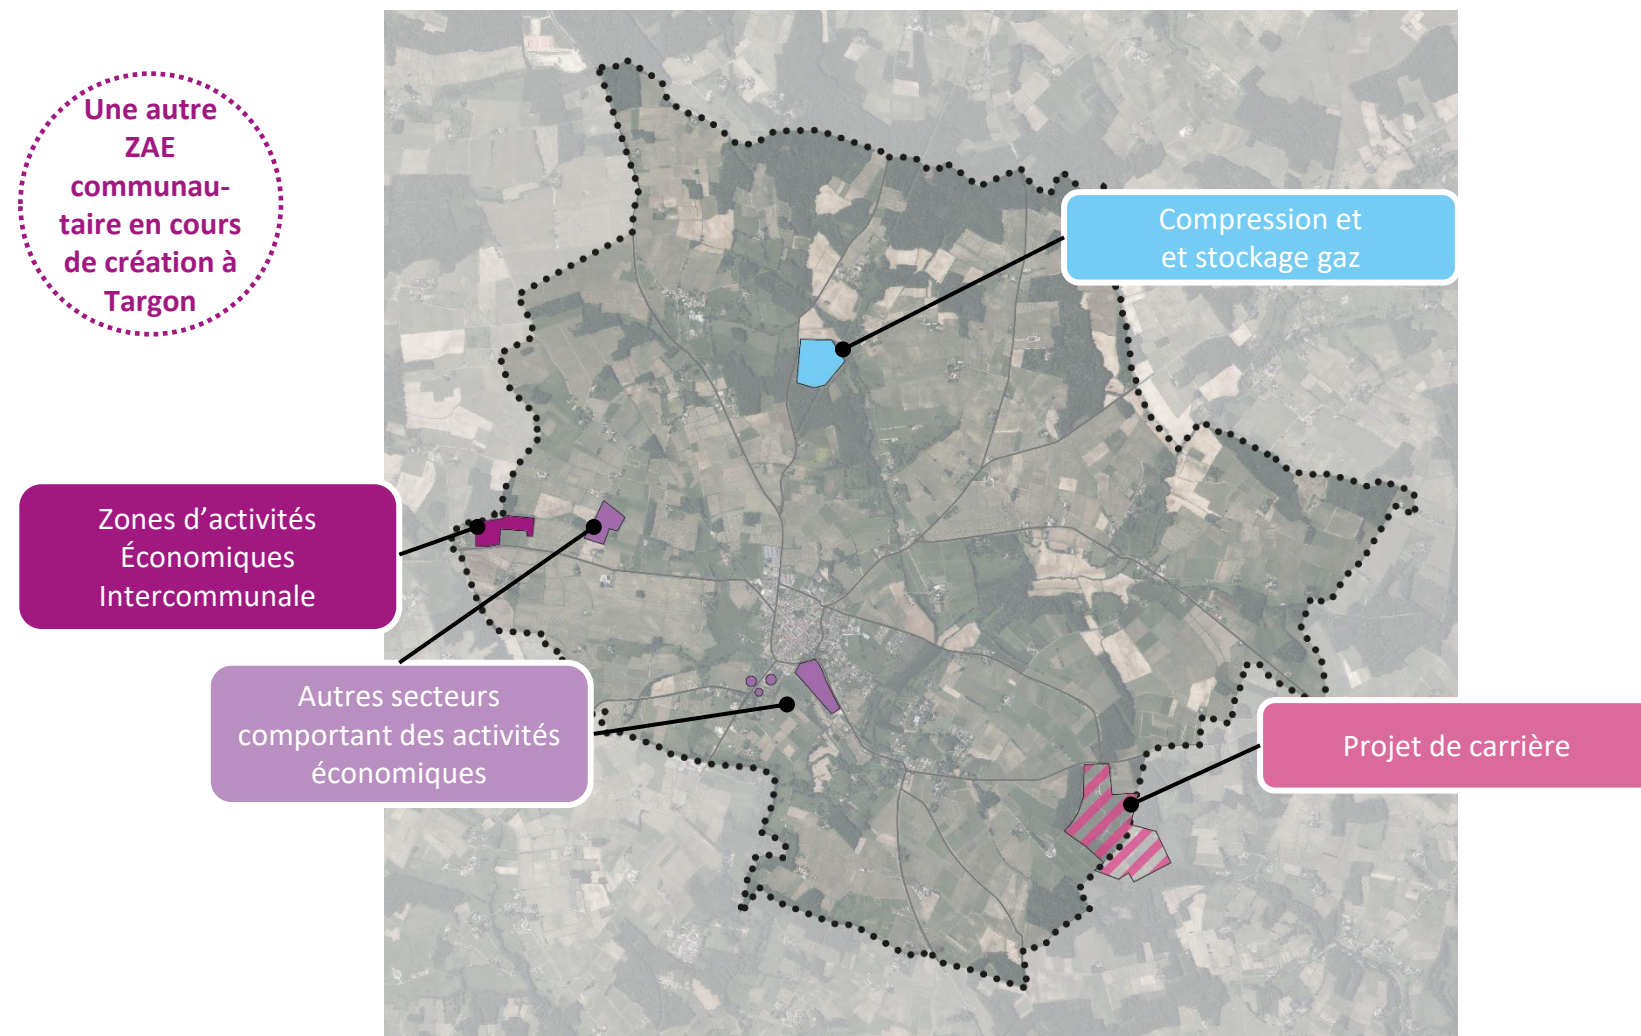 Une autre
ZAE
communau-
taire en cours
de création à
Targon
Compression et
et stockage gaz
Zones d’activités
Économiques
Intercommunale
Autres secteurs
comportant des activités
économiques
Projet de carrière